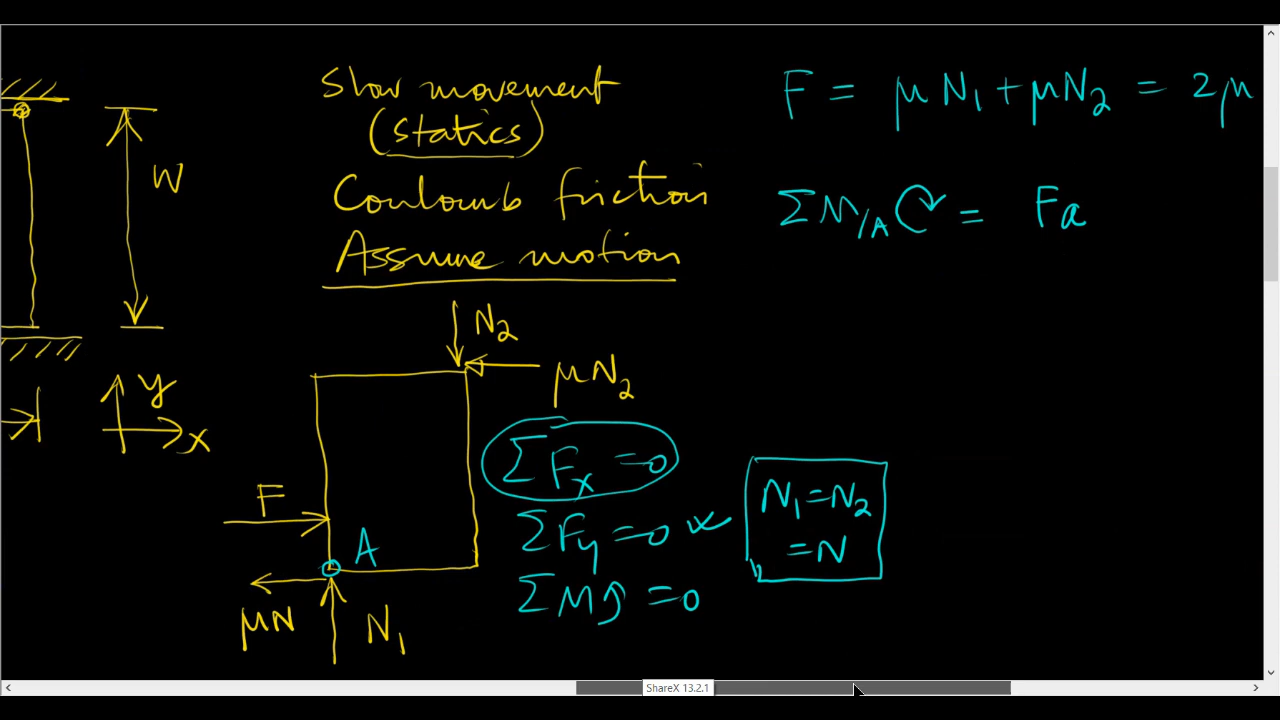 Slow movement
(statics)
Coulomb friction
Assume motion
W
y
x
N₂
μN₂
F
A
μN
N₁
ΣFx = 0
ΣFy = 0
ΣM = 0
N₁ = N₂
= N
F = μN₁ + μN₂ = 2μ
ΣM/A = Fa
ShareX 13.2.1